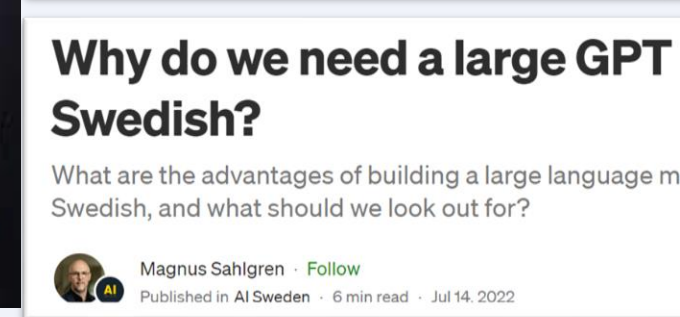 Why do we need a large GPT
Swedish?
What are the advantages of building a large language m
Swedish, and what should we look out for?
Magnus Sahlgren · Follow
AI
Published in AI Sweden · 6 min read · Jul 14, 2022